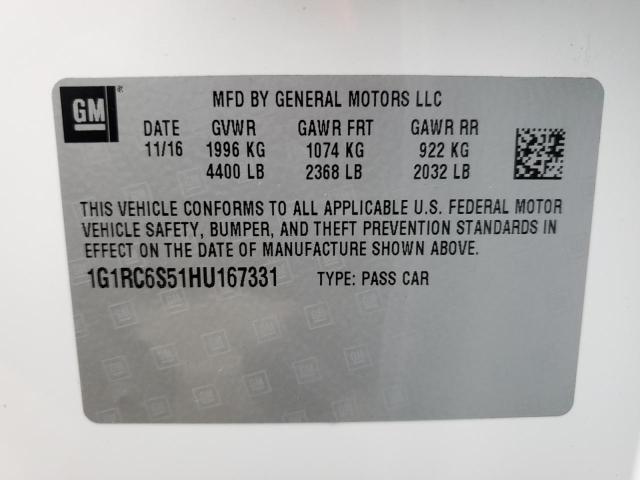 GM
MFD BY GENERAL MOTORS LLC
DATE GVWR GAWR FRT GAWR RR
11/16 1996 KG 1074 KG 922 KG
4400 LB 2368 LB 2032 LB
THIS VEHICLE CONFORMS TO ALL APPLICABLE U.S. FEDERAL MOTOR
VEHICLE SAFETY, BUMPER, AND THEFT PREVENTION STANDARDS IN
EFFECT ON THE DATE OF MANUFACTURE SHOWN ABOVE.
1G1RC6S51HU167331 TYPE: PASS CAR